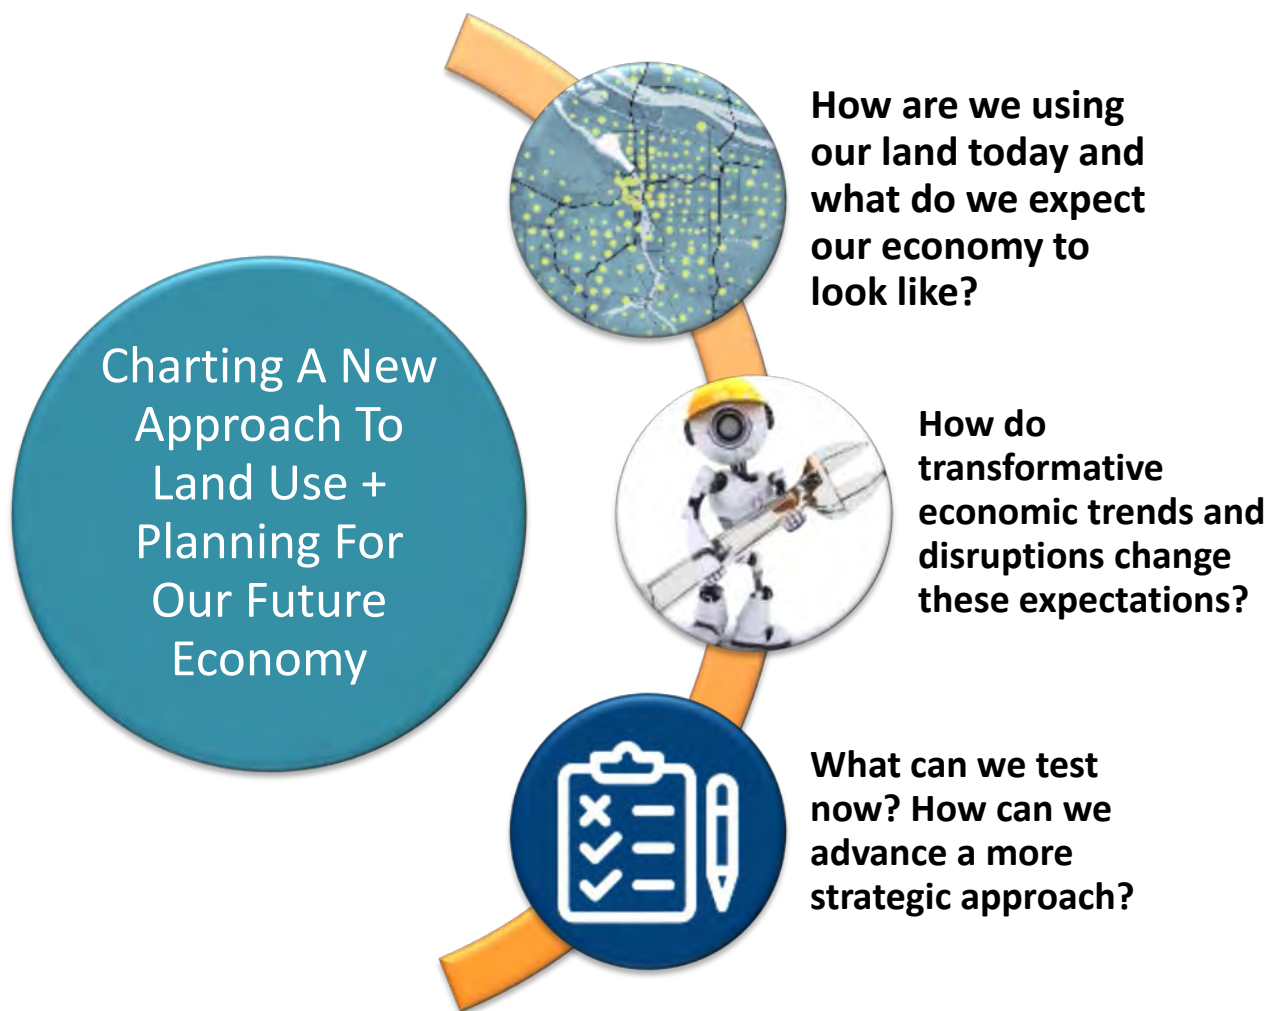 Charting A New
Approach To
Land Use +
Planning For
Our Future
Economy
How are we using
our land today and
what do we expect
our economy to
look like?
How do
transformative
economic trends and
disruptions change
these expectations?
What can we test
now? How can we
advance a more
strategic approach?